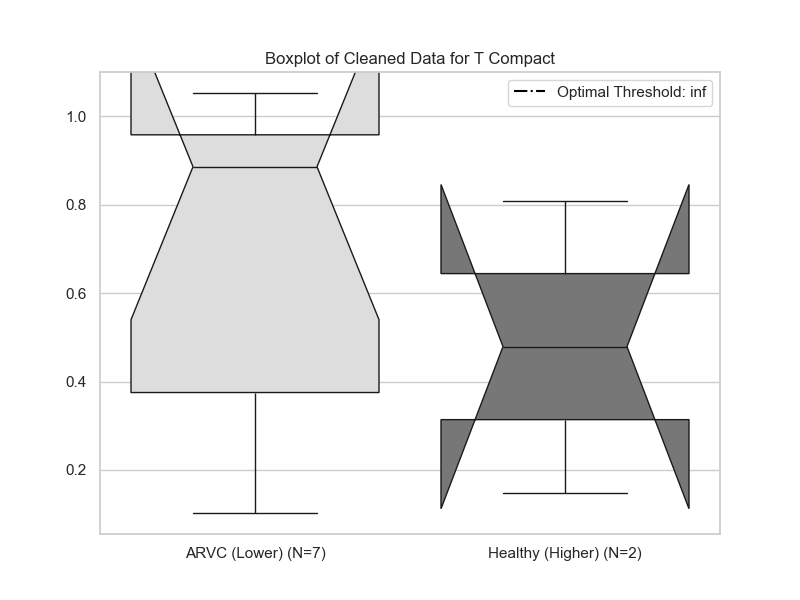 Boxplot of Cleaned Data for T Compact
Optimal Threshold: inf
1.0
0.8
0.6
0.4
0.2
ARVC (Lower) (N=7)
Healthy (Higher) (N=2)